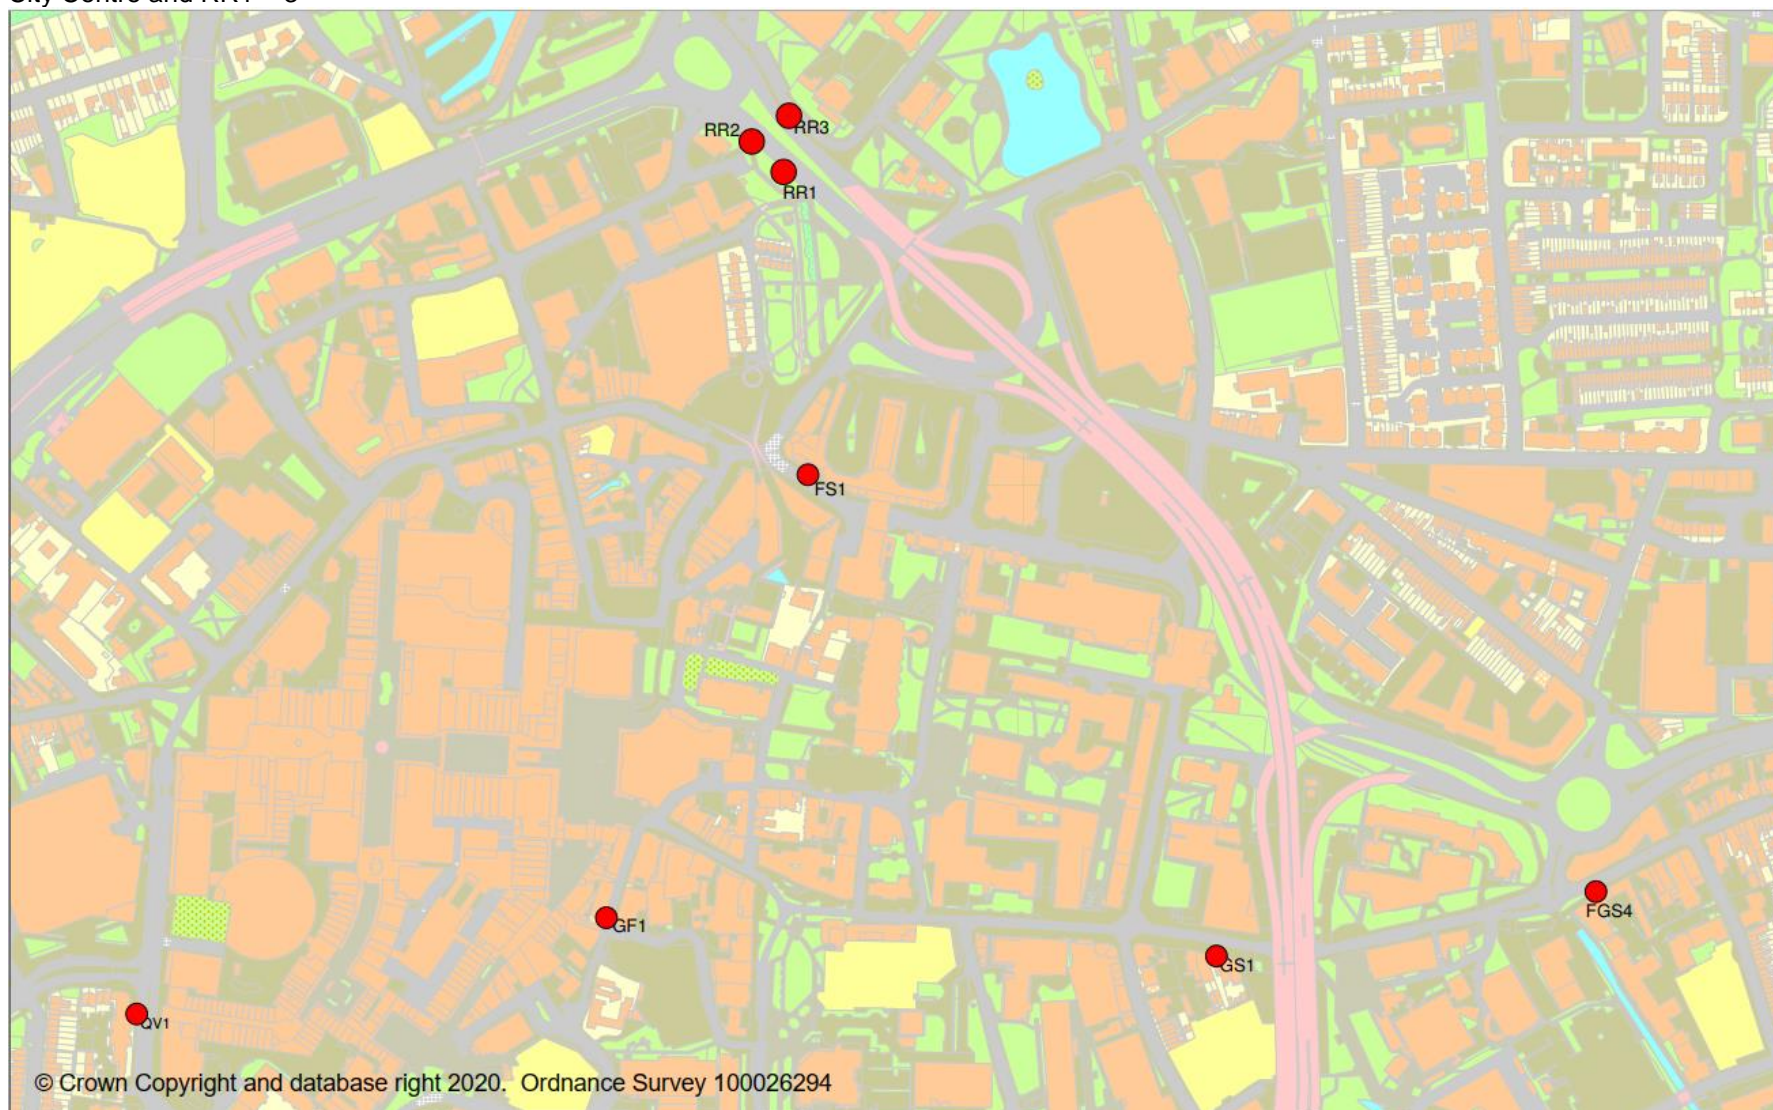 RR3
RR2
RR1
FS1
FGS4
GF1
GS1
QV1
© Crown Copyright and database right 2020. Ordnance Survey 100026294